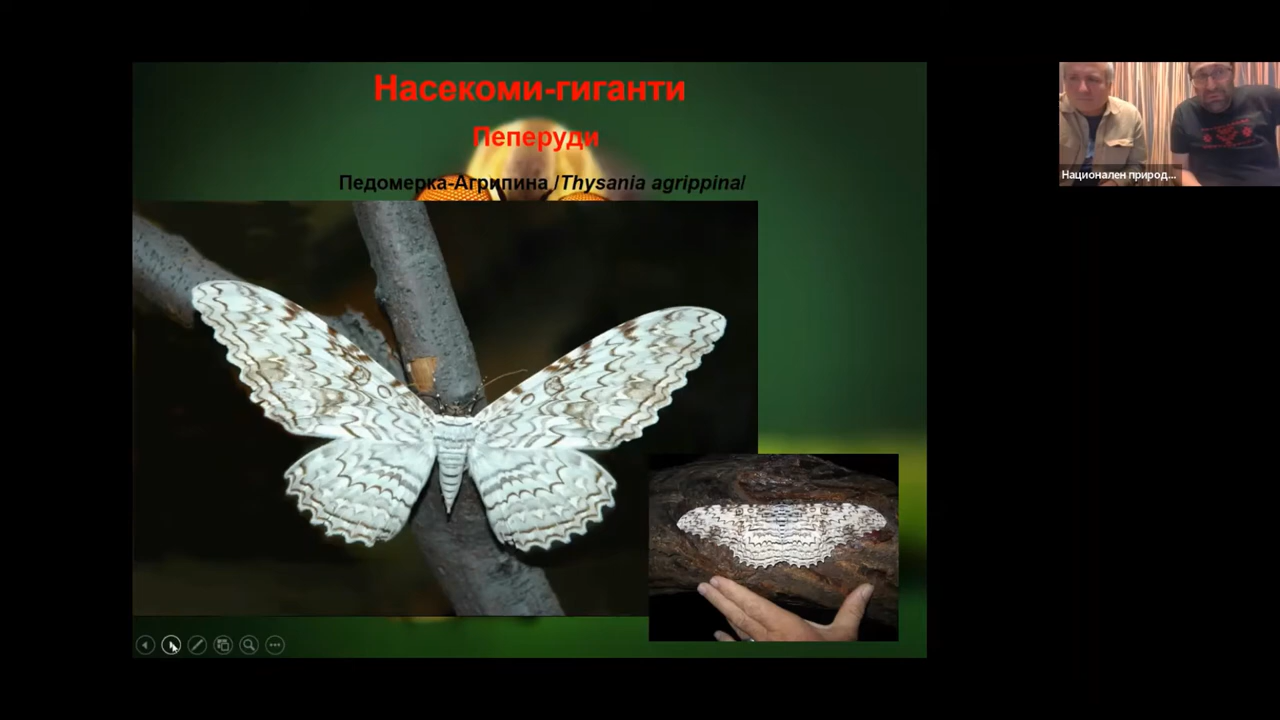 Насекоми-гиганти
Пеперуди
Педомерка-Агрипина /Thysania agrippina/
Национален природ...